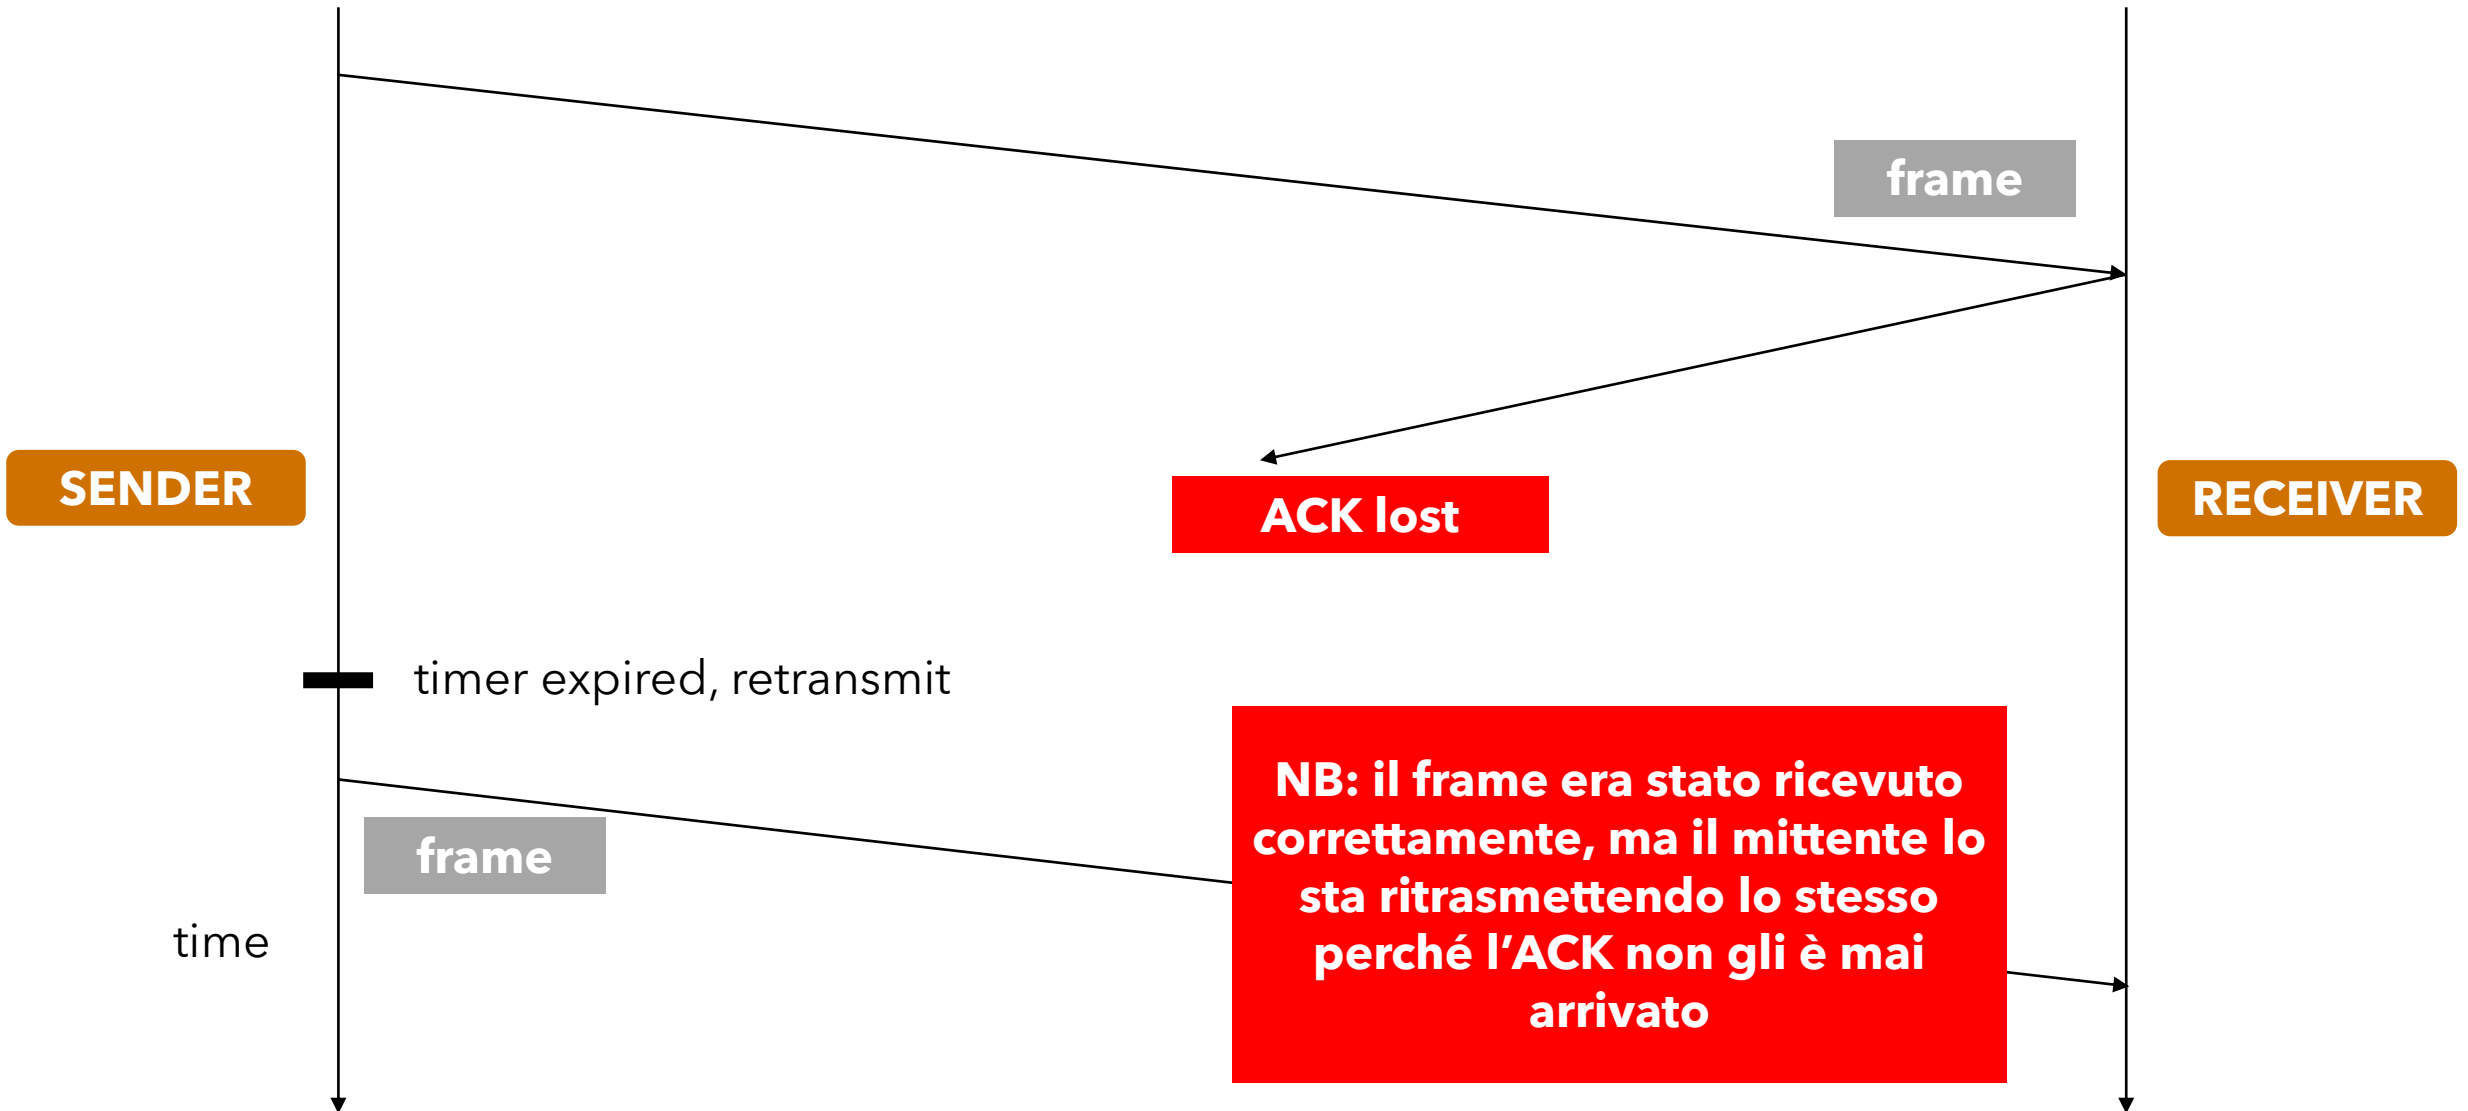 frame
SENDER
ACK lost
RECEIVER
timer expired, retransmit
NB: il frame era stato ricevuto
correttamente, ma il mittente lo
sta ritrasmettendo lo stesso
perché l’ACK non gli è mai
arrivato
frame
time